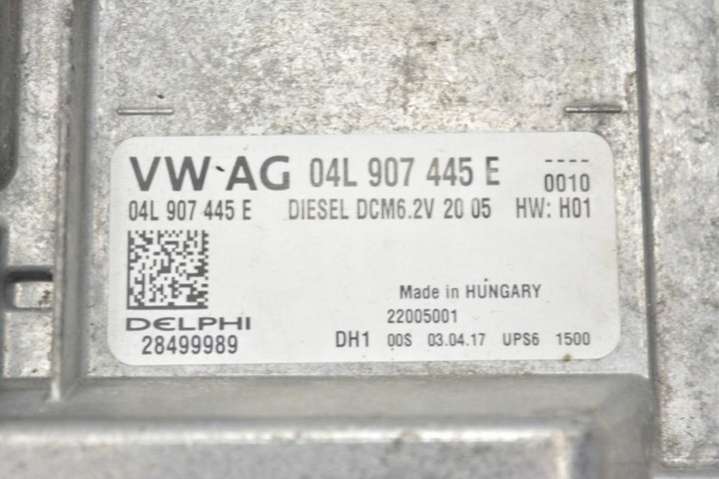 VW AG 04L 907 445 E ----
0010
04L 907 445 E DIESEL DCM6.2V 20 05 HW: H01
Made in HUNGARY
DELPHI 22005001
28499989 DH1 00S 03.04.17 UPS6 1500